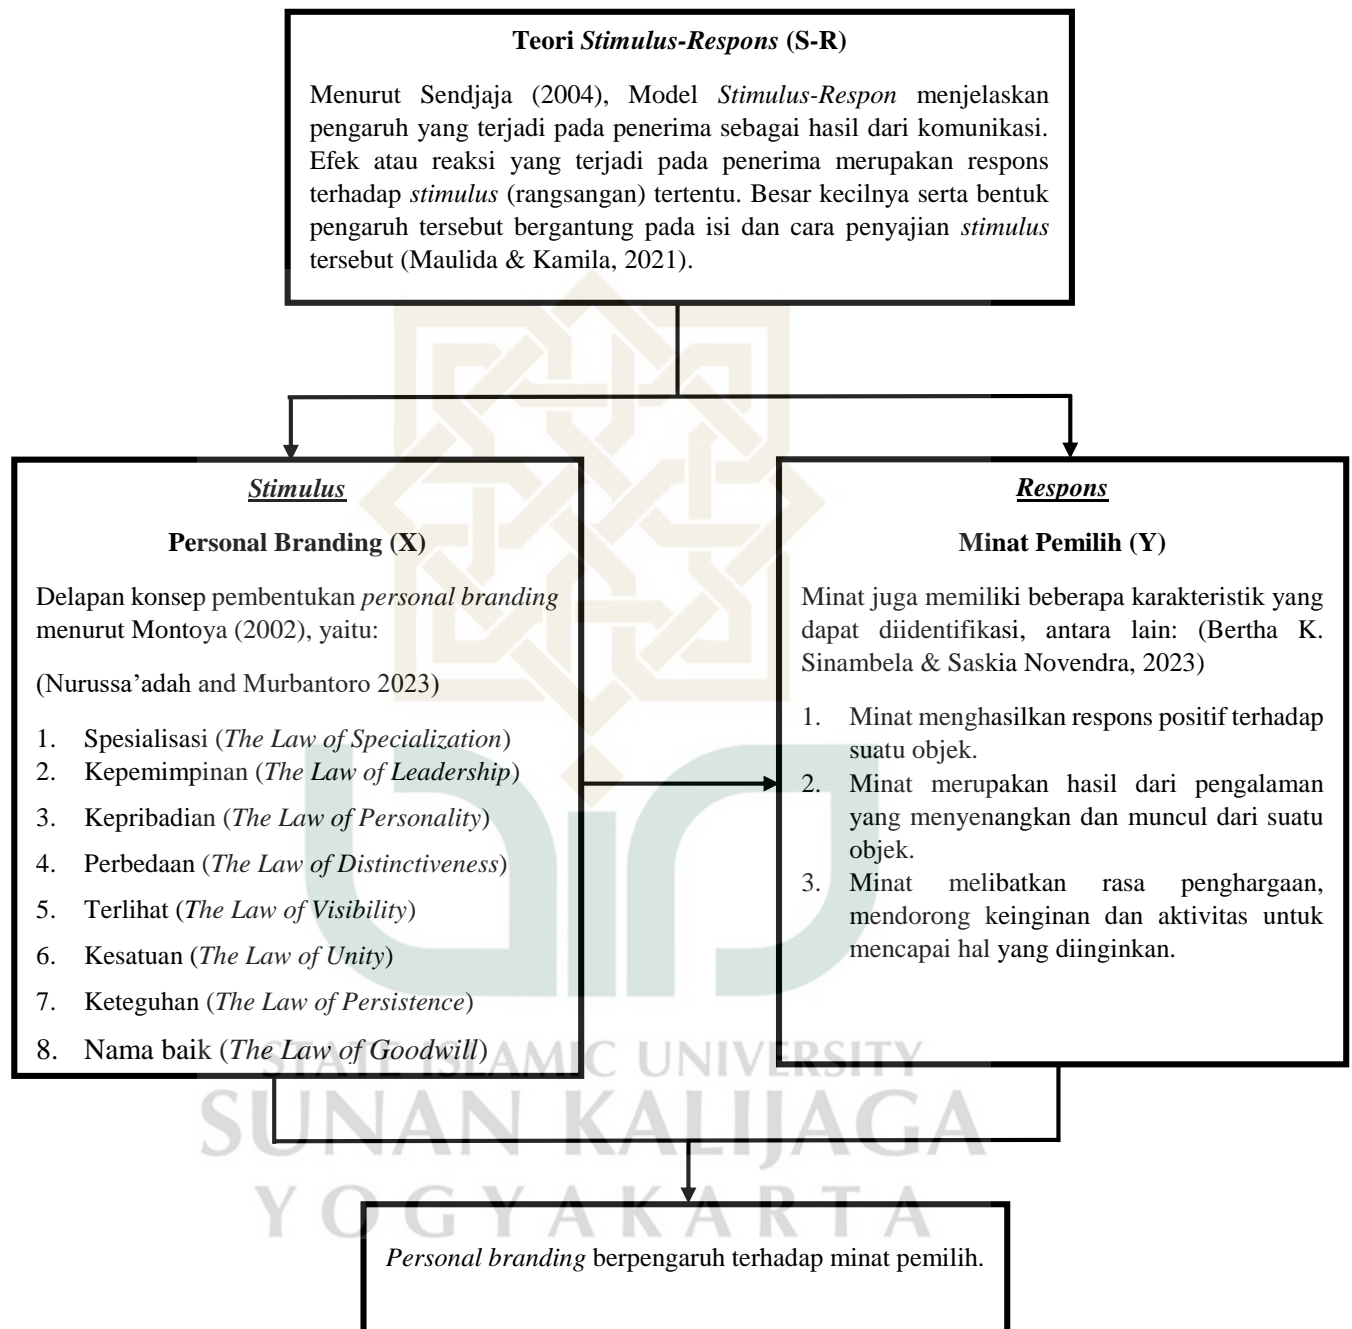 Teori Stimulus-Respons (S-R)
Menurut Sendjaja (2004), Model Stimulus-Respon menjelaskan
pengaruh yang terjadi pada penerima sebagai hasil dari komunikasi.
Efek atau reaksi yang terjadi pada penerima merupakan respons
terhadap stimulus (rangsangan) tertentu. Besar kecilnya serta bentuk
pengaruh tersebut bergantung pada isi dan cara penyajian stimulus
tersebut (Maulida & Kamila, 2021).
Stimulus
Personal Branding (X)
Delapan konsep pembentukan personal branding
menurut Montoya (2002), yaitu:
(Nurussa’adah and Murbantoro 2023)
1. Spesialisasi (The Law of Specialization)
2. Kepemimpinan (The Law of Leadership)
3. Kepribadian (The Law of Personality)
4. Perbedaan (The Law of Distinctiveness)
5. Terlihat (The Law of Visibility)
6. Kesatuan (The Law of Unity)
7. Keteguhan (The Law of Persistence)
8. Nama baik (The Law of Goodwill)
Respons
Minat Pemilih (Y)
Minat juga memiliki beberapa karakteristik yang
dapat diidentifikasi, antara lain: (Bertha K.
Sinambela & Saskia Novendra, 2023)
1. Minat menghasilkan respons positif terhadap
suatu objek.
2. Minat merupakan hasil dari pengalaman
yang menyenangkan dan muncul dari suatu
objek.
3. Minat melibatkan rasa penghargaan,
mendorong keinginan dan aktivitas untuk
mencapai hal yang diinginkan.
STATE ISLAMIC UNIVERSITY
SUNAN KALIJAGA
YOGYAKARTA
Personal branding berpengaruh terhadap minat pemilih.